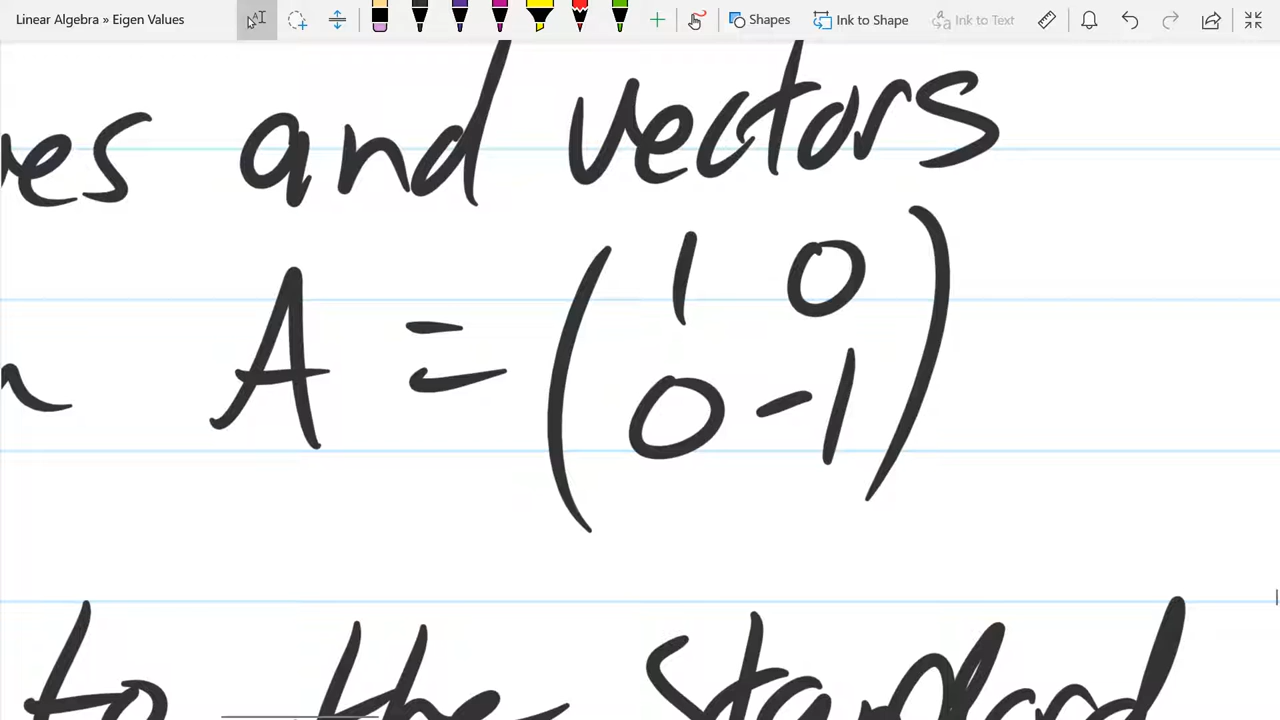 Linear Algebra » Eigen Values
Shapes
Ink to Shape
Ink to Text
es and vectors
A = ( 1 0
0 -1 )
to the standard